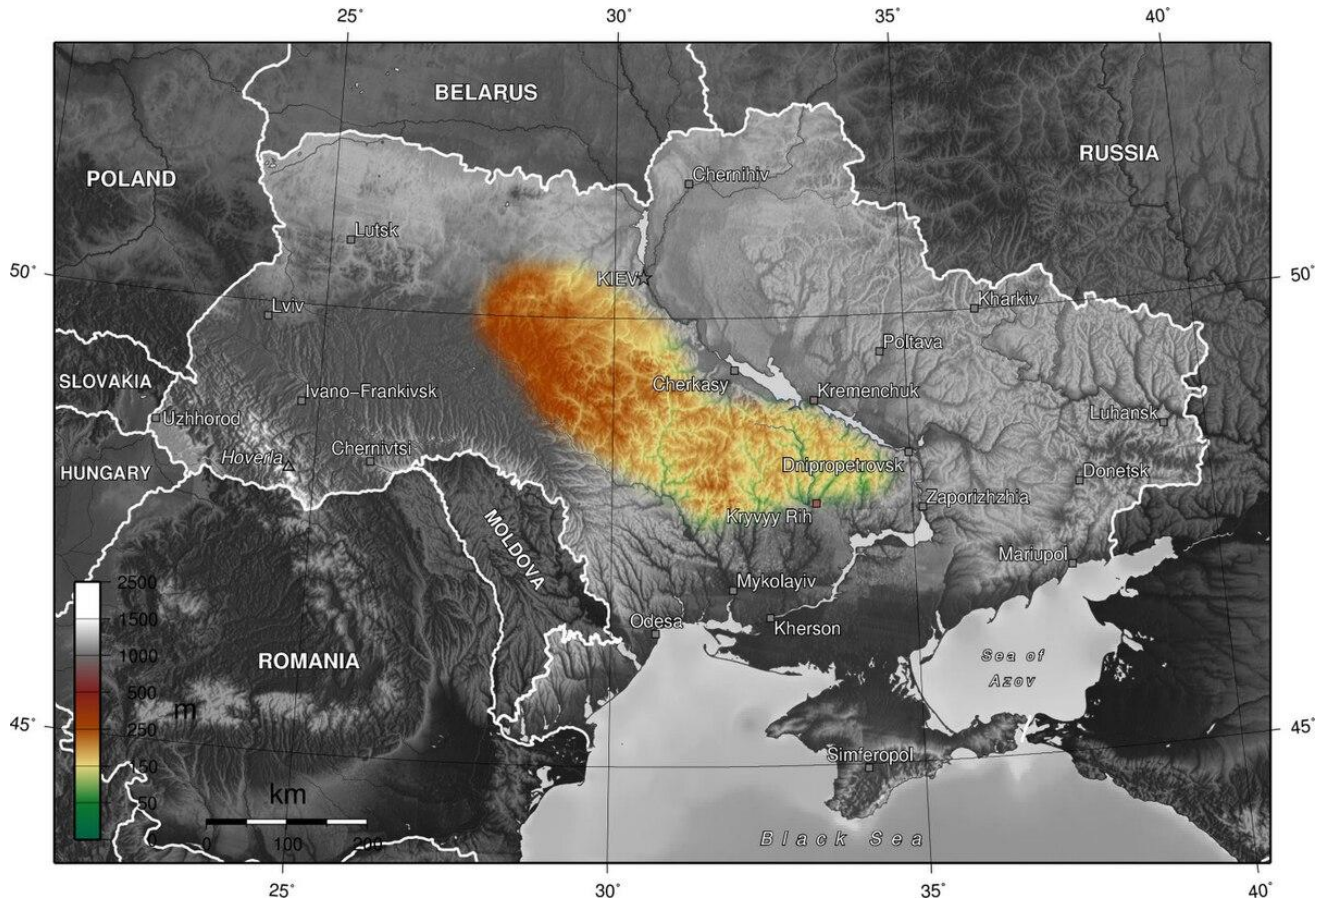 25° 30° 35° 40°
BELARUS
RUSSIA
POLAND
Chernihiv
Lutsk
50° KIEV 50°
Kharkiv
Lviv
Poltava
SLOVAKIA
Cherkasy
Kremenchuk
Ivano–Frankivsk
Uzhhorod
Luhansk
Chernivtsi
Hoverla
Dnipropetrovsk
HUNGARY
Donetsk
Zaporizhzhia
Kryvyy Rih
MOLDOVA
Mariupol
2500
Mykolayiv
1500
Odesa
Kherson
1000
ROMANIA
Sea of
Azov
500
m
250
45° 45°
Simferopol
150
km
50
0 100 200
Black Sea
25° 30° 35° 40°